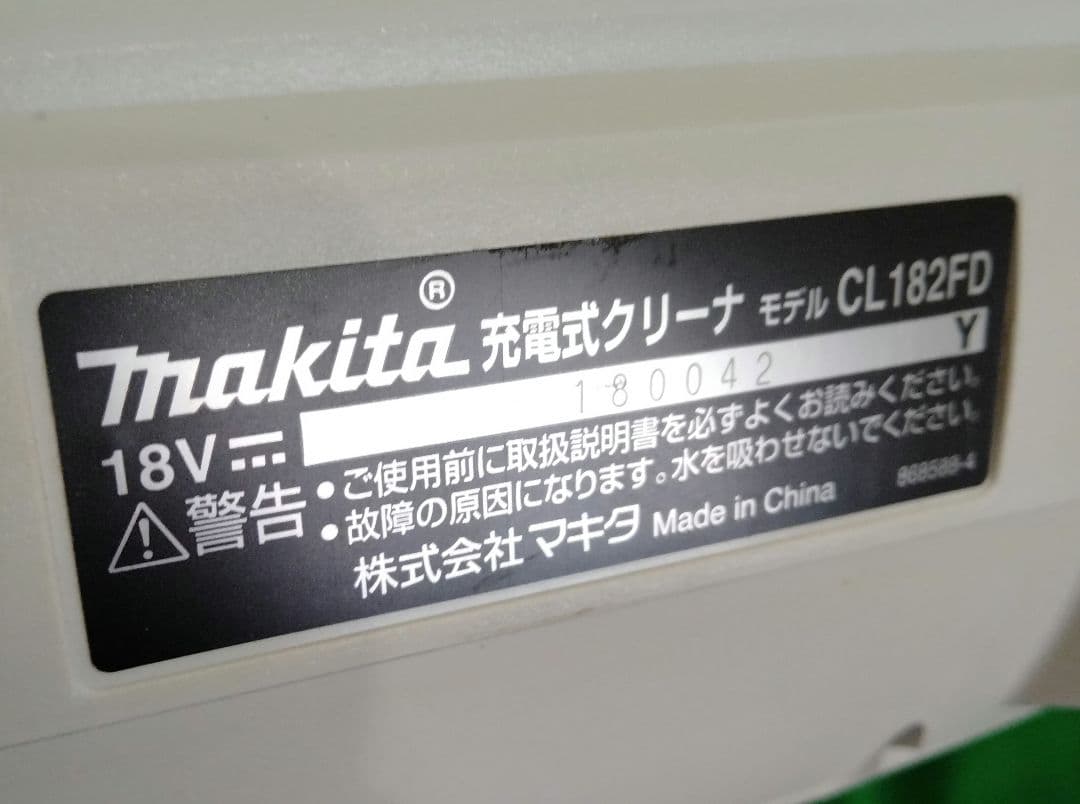 makita® 充電式クリーナ モデル CL182FD
180042 Y
18V⎓
⚠警告 •ご使用前に取扱説明書を必ずよくお読みください。
•故障の原因になります。水を吸わせないでください。
株式会社マキタ Made in China
868588-4